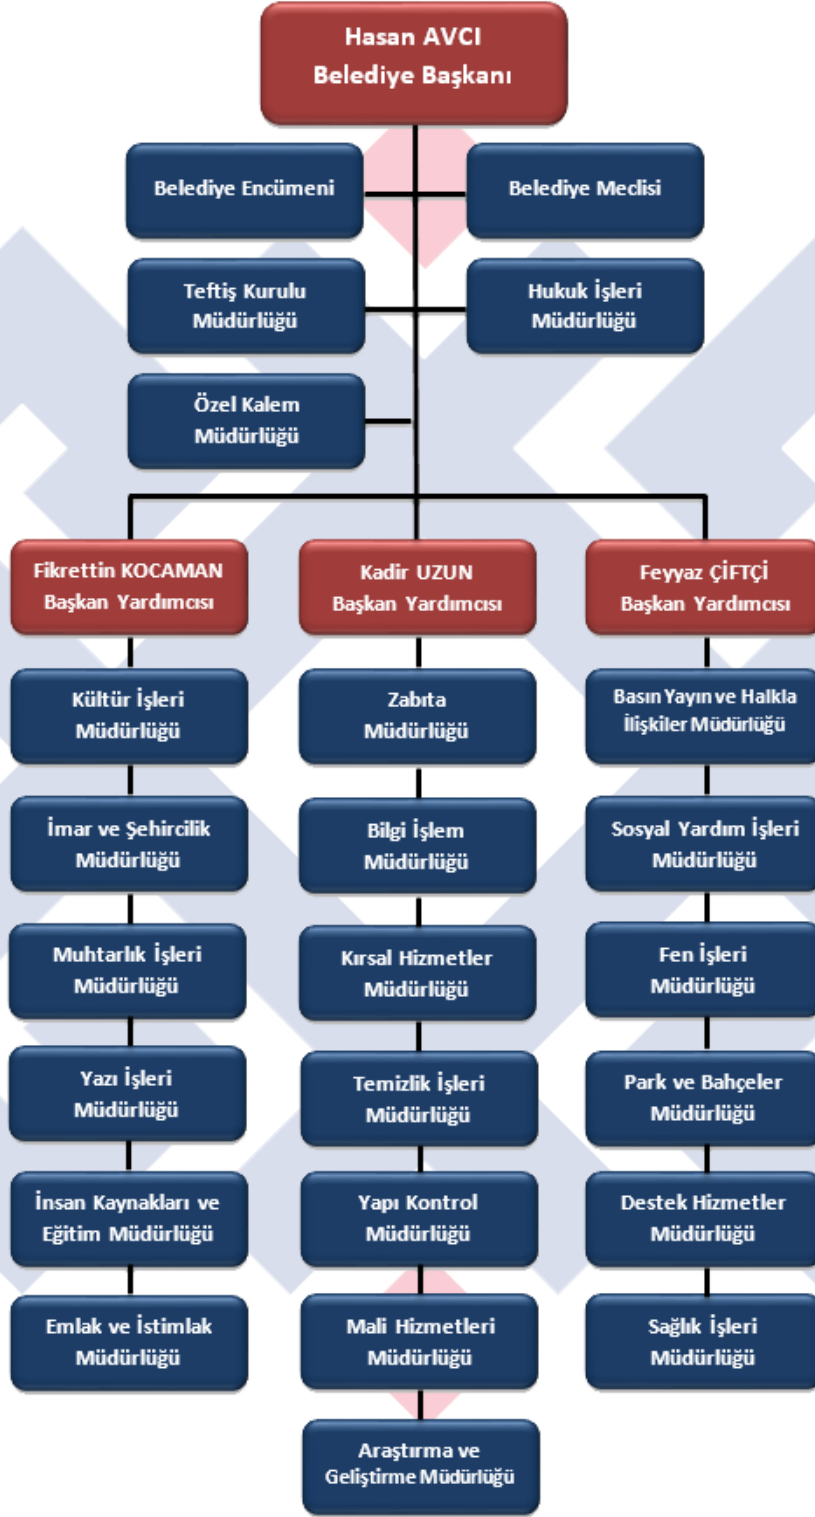 Hasan AVCI
Belediye Başkanı
Belediye Encümeni
Belediye Meclisi
Teftiş Kurulu
Müdürlüğü
Hukuk İşleri
Müdürlüğü
Özel Kalem
Müdürlüğü
Fikrettin KOCAMAN
Başkan Yardımcısı
Kadir UZUN
Başkan Yardımcısı
Feyyaz ÇİFTÇİ
Başkan Yardımcısı
Kültür İşleri
Müdürlüğü
Zabıta
Müdürlüğü
Basın Yayın ve Halkla
İlişkiler Müdürlüğü
İmar ve Şehircilik
Müdürlüğü
Bilgi İşlem
Müdürlüğü
Sosyal Yardım İşleri
Müdürlüğü
Muhtarlık İşleri
Müdürlüğü
Kırsal Hizmetler
Müdürlüğü
Fen İşleri
Müdürlüğü
Yazı İşleri
Müdürlüğü
Temizlik İşleri
Müdürlüğü
Park ve Bahçeler
Müdürlüğü
İnsan Kaynakları ve
Eğitim Müdürlüğü
Yapı Kontrol
Müdürlüğü
Destek Hizmetler
Müdürlüğü
Emlak ve İstimlak
Müdürlüğü
Mali Hizmetleri
Müdürlüğü
Sağlık İşleri
Müdürlüğü
Araştırma ve
Geliştirme Müdürlüğü